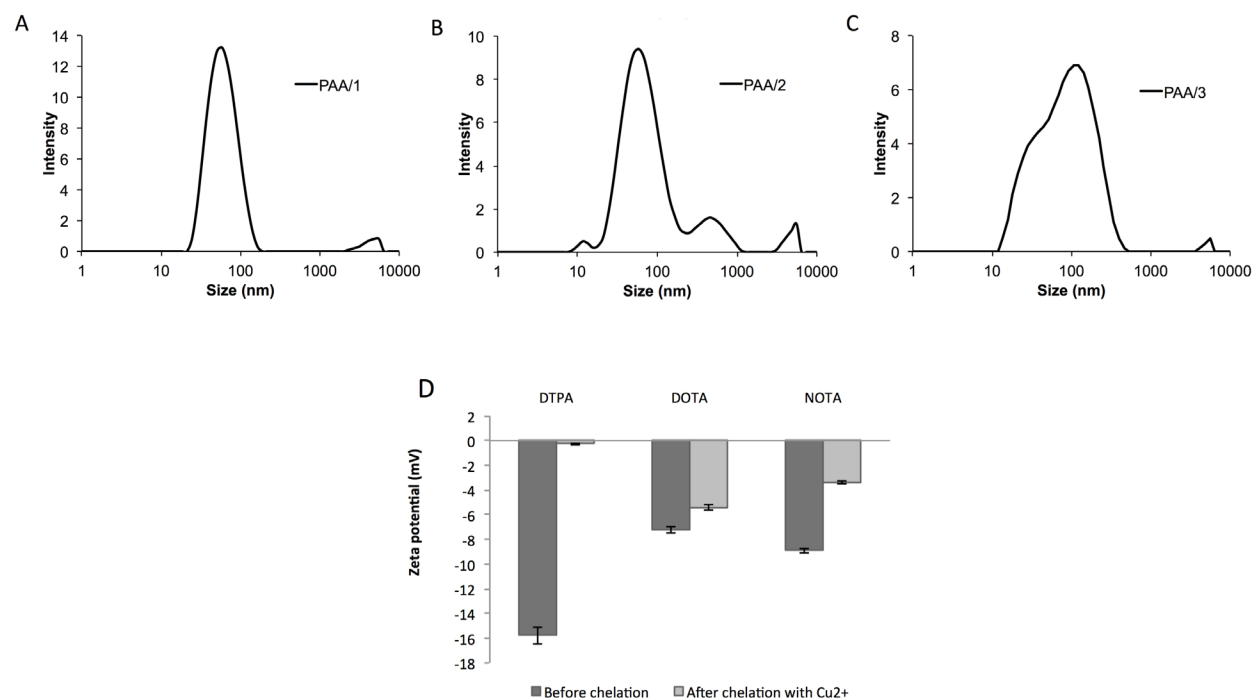 A
14
12
10
8
6
4
2
0
Intensity
PAA/1
1 10 100 1000 10000
Size (nm)
B
10
8
6
4
2
0
Intensity
PAA/2
1 10 100 1000 10000
Size (nm)
C
8
6
4
2
0
Intensity
PAA/3
1 10 100 1000 10000
Size (nm)
D
DTPA DOTA NOTA
2
0
-2
-4
-6
-8
-10
-12
-14
-16
-18
Zeta potential (mV)
Before chelation After chelation with Cu2+